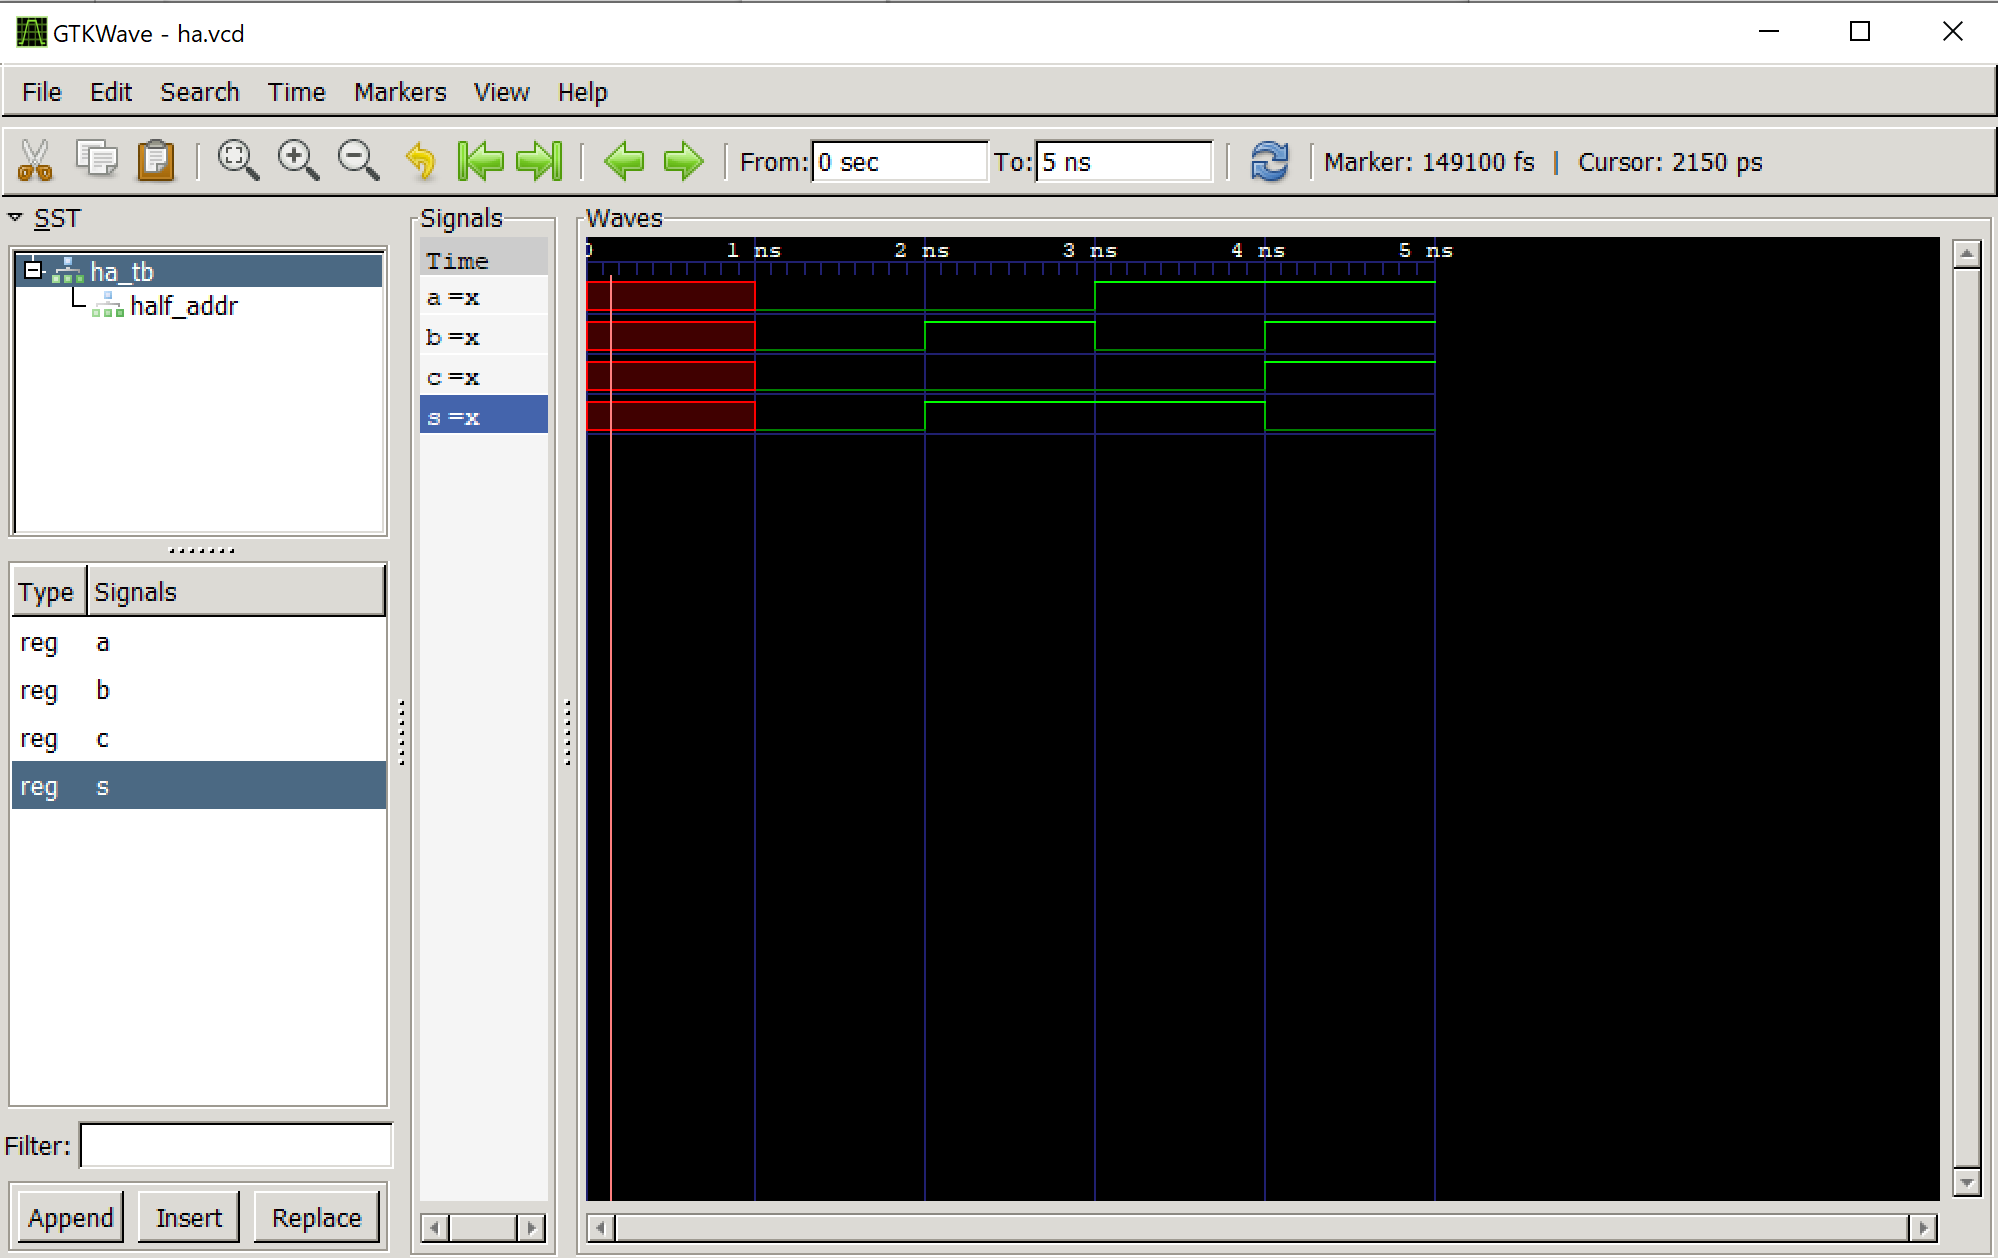 GTKWave - ha.vcd
File Edit Search Time Markers View Help
From: 0 sec To: 5 ns Marker: 149100 fs | Cursor: 2150 ps
SST
ha_tb
half_addr
Type Signals
reg a
reg b
reg c
reg s
Filter:
Append Insert Replace
Signals
Time
a =x
b =x
c =x
s =x
Waves
0 1 ns 2 ns 3 ns 4 ns 5 ns